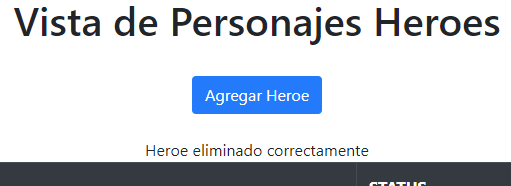 Vista de Personajes Heroes
Agregar Heroe
Heroe eliminado correctamente
STATUS